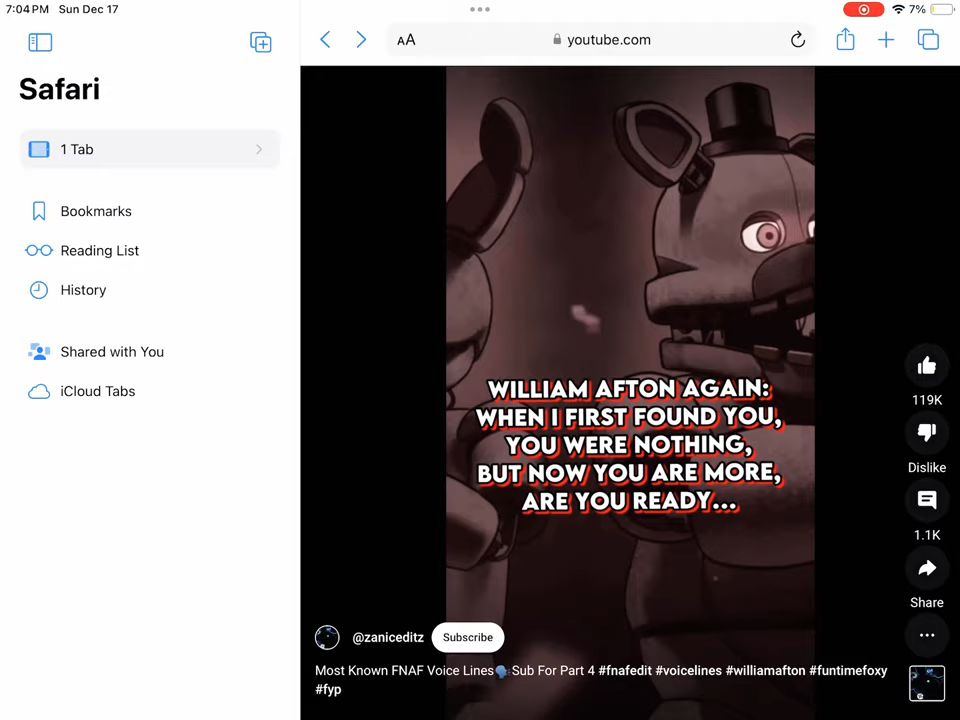 7:04 PM Sun Dec 17
7%
Safari
1 Tab
Bookmarks
Reading List
History
Shared with You
iCloud Tabs
AA
youtube.com
WILLIAM AFTON AGAIN:
WHEN I FIRST FOUND YOU,
YOU WERE NOTHING,
BUT NOW YOU ARE MORE,
ARE YOU READY...
119K
Dislike
1.1K
Share
@zaniceditz
Subscribe
Most Known FNAF Voice Lines🗣️Sub For Part 4 #fnafedit #voicelines #williamafton #funtimefoxy
#fyp